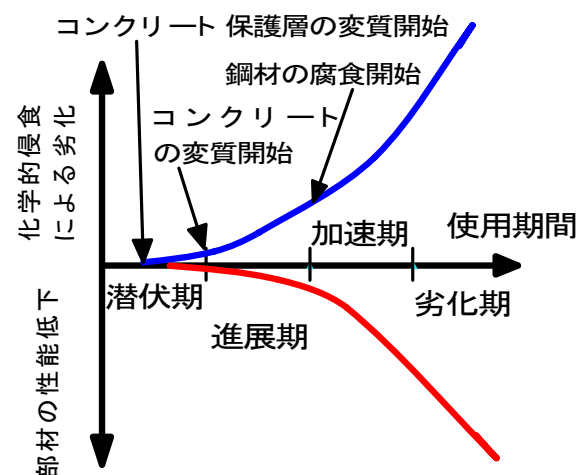 コンクリート 保護層の変質開始
鋼材の腐食開始
コンクリート
の変質開始
化学的侵食
による劣化
加速期
使用期間
潜伏期
劣化期
進展期
部材の性能低下